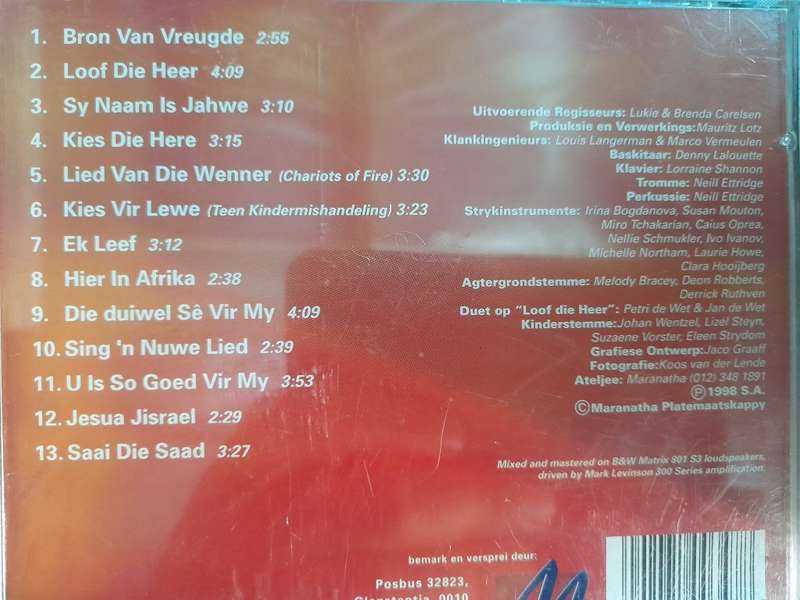 1. Bron Van Vreugde 2:55
2. Loof Die Heer 4:09
3. Sy Naam Is Jahwe 3:10
4. Kies Die Here 3:15
5. Lied Van Die Wenner (Chariots of Fire) 3:30
6. Kies Vir Lewe (Teen Kindermishandeling) 3:23
7. Ek Leef 3:12
8. Hier In Afrika 2:38
9. Die duiwel Sê Vir My 4:09
10. Sing 'n Nuwe Lied 2:39
11. U Is So Goed Vir My 3:53
12. Jesua Jisrael 2:29
13. Saai Die Saad 3:27
Uitvoerende Regisseurs: Lukie & Brenda Carelsen
Produksie en Verwerkings:Mauritz Lotz
Klankingenieurs: Louis Langerman & Marco Vermeulen
Baskitaar: Denny Lalouette
Klavier: Lorraine Shannon
Tromme: Neill Ettridge
Perkussie: Neill Ettridge
Strykinstrumente: Irina Bogdanova, Susan Mouton,
Miro Tchakarian, Caius Oprea,
Nellie Schmukler, Ivo Ivanov,
Michelle Northam, Laurie Howe,
Clara Hooijberg
Agtergrondstemme: Melody Bracey, Deon Robberts,
Derrick Ruthven
Duet op "Loof die Heer": Petri de Wet & Jan de Wet
Kinderstemme:Johan Wentzel, Lizel Steyn,
Suzaene Vorster, Eleen Strydom
Grafiese Ontwerp:Jaco Graaff
Fotografie:Koos van der Lende
Ateljee: Maranatha (012) 348 1891
Ⓟ1998 S.A.
©Maranatha Platemaatskappy
Mixed and mastered on B&W Matrix 801 S3 loudspeakers,
driven by Mark Levinson 300 Series amplification.
bemark en versprei deur:
Posbus 32823,
Glenstantia, 0010